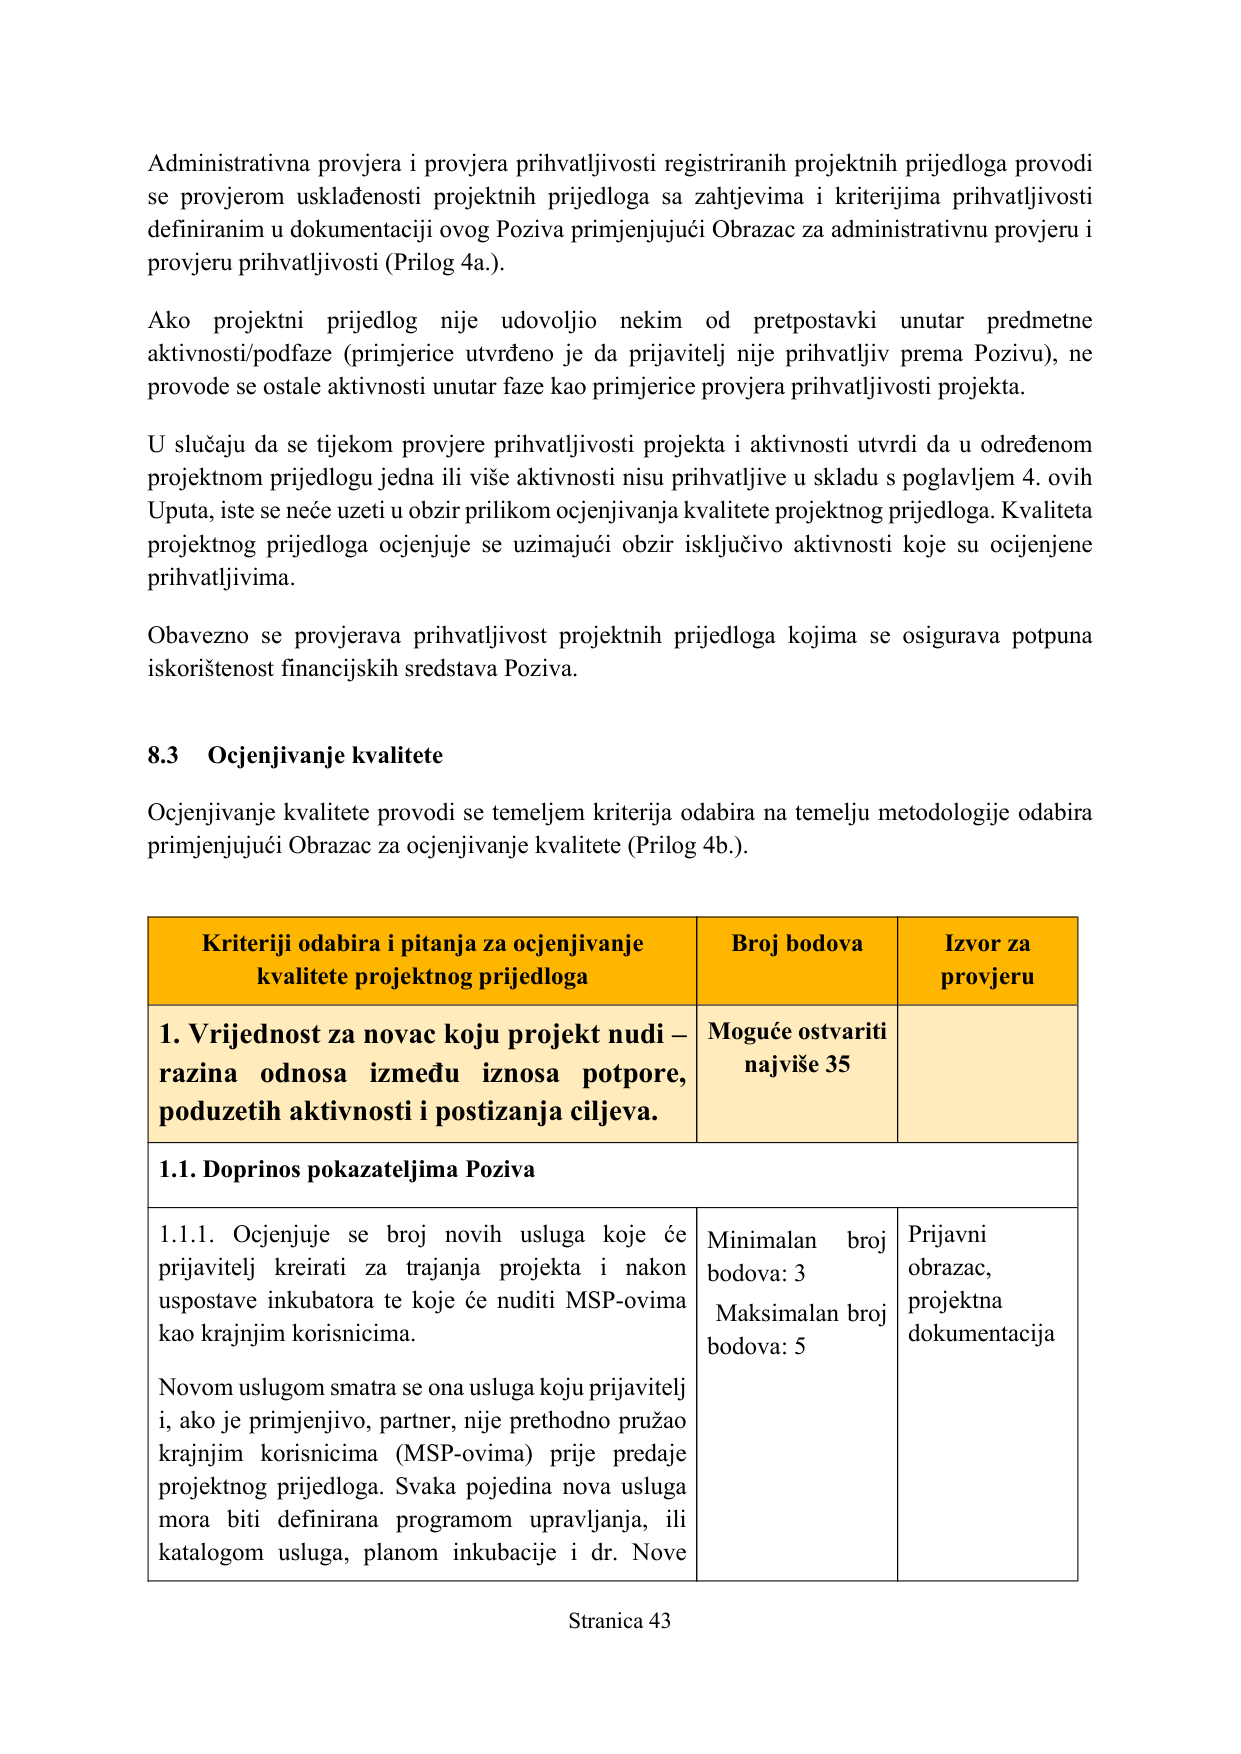 Administrativna provjera i provjera prihvatljivosti registriranih projektnih prijedloga provodi
se provjerom usklađenosti projektnih prijedloga sa zahtjevima i kriterijima prihvatljivosti
definiranim u dokumentaciji ovog Poziva primjenjujući Obrazac za administrativnu provjeru i
provjeru prihvatljivosti (Prilog 4a.).
Ako projektni prijedlog nije udovoljio nekim od pretpostavki unutar predmetne
aktivnosti/podfaze (primjerice utvrđeno je da prijavitelj nije prihvatljiv prema Pozivu), ne
provode se ostale aktivnosti unutar faze kao primjerice provjera prihvatljivosti projekta.
U slučaju da se tijekom provjere prihvatljivosti projekta i aktivnosti utvrdi da u određenom
projektnom prijedlogu jedna ili više aktivnosti nisu prihvatljive u skladu s poglavljem 4. ovih
Uputa, iste se neće uzeti u obzir prilikom ocjenjivanja kvalitete projektnog prijedloga. Kvaliteta
projektnog prijedloga ocjenjuje se uzimajući obzir isključivo aktivnosti koje su ocijenjene
prihvatljivima.
Obavezno se provjerava prihvatljivost projektnih prijedloga kojima se osigurava potpuna
iskorištenost financijskih sredstava Poziva.
8.3 Ocjenjivanje kvalitete
Ocjenjivanje kvalitete provodi se temeljem kriterija odabira na temelju metodologije odabira
primjenjujući Obrazac za ocjenjivanje kvalitete (Prilog 4b.).
Kriteriji odabira i pitanja za ocjenjivanje
kvalitete projektnog prijedloga
Broj bodova
Izvor za
provjeru
1. Vrijednost za novac koju projekt nudi –
razina odnosa između iznosa potpore,
poduzetih aktivnosti i postizanja ciljeva.
Moguće ostvariti
najviše 35
1.1. Doprinos pokazateljima Poziva
1.1.1. Ocjenjuje se broj novih usluga koje će
prijavitelj kreirati za trajanja projekta i nakon
uspostave inkubatora te koje će nuditi MSP-ovima
kao krajnjim korisnicima.
Novom uslugom smatra se ona usluga koju prijavitelj
i, ako je primjenjivo, partner, nije prethodno pružao
krajnjim korisnicima (MSP-ovima) prije predaje
projektnog prijedloga. Svaka pojedina nova usluga
mora biti definirana programom upravljanja, ili
katalogom usluga, planom inkubacije i dr. Nove
Minimalan broj
bodova: 3
Maksimalan broj
bodova: 5
Prijavni
obrazac,
projektna
dokumentacija
Stranica 43